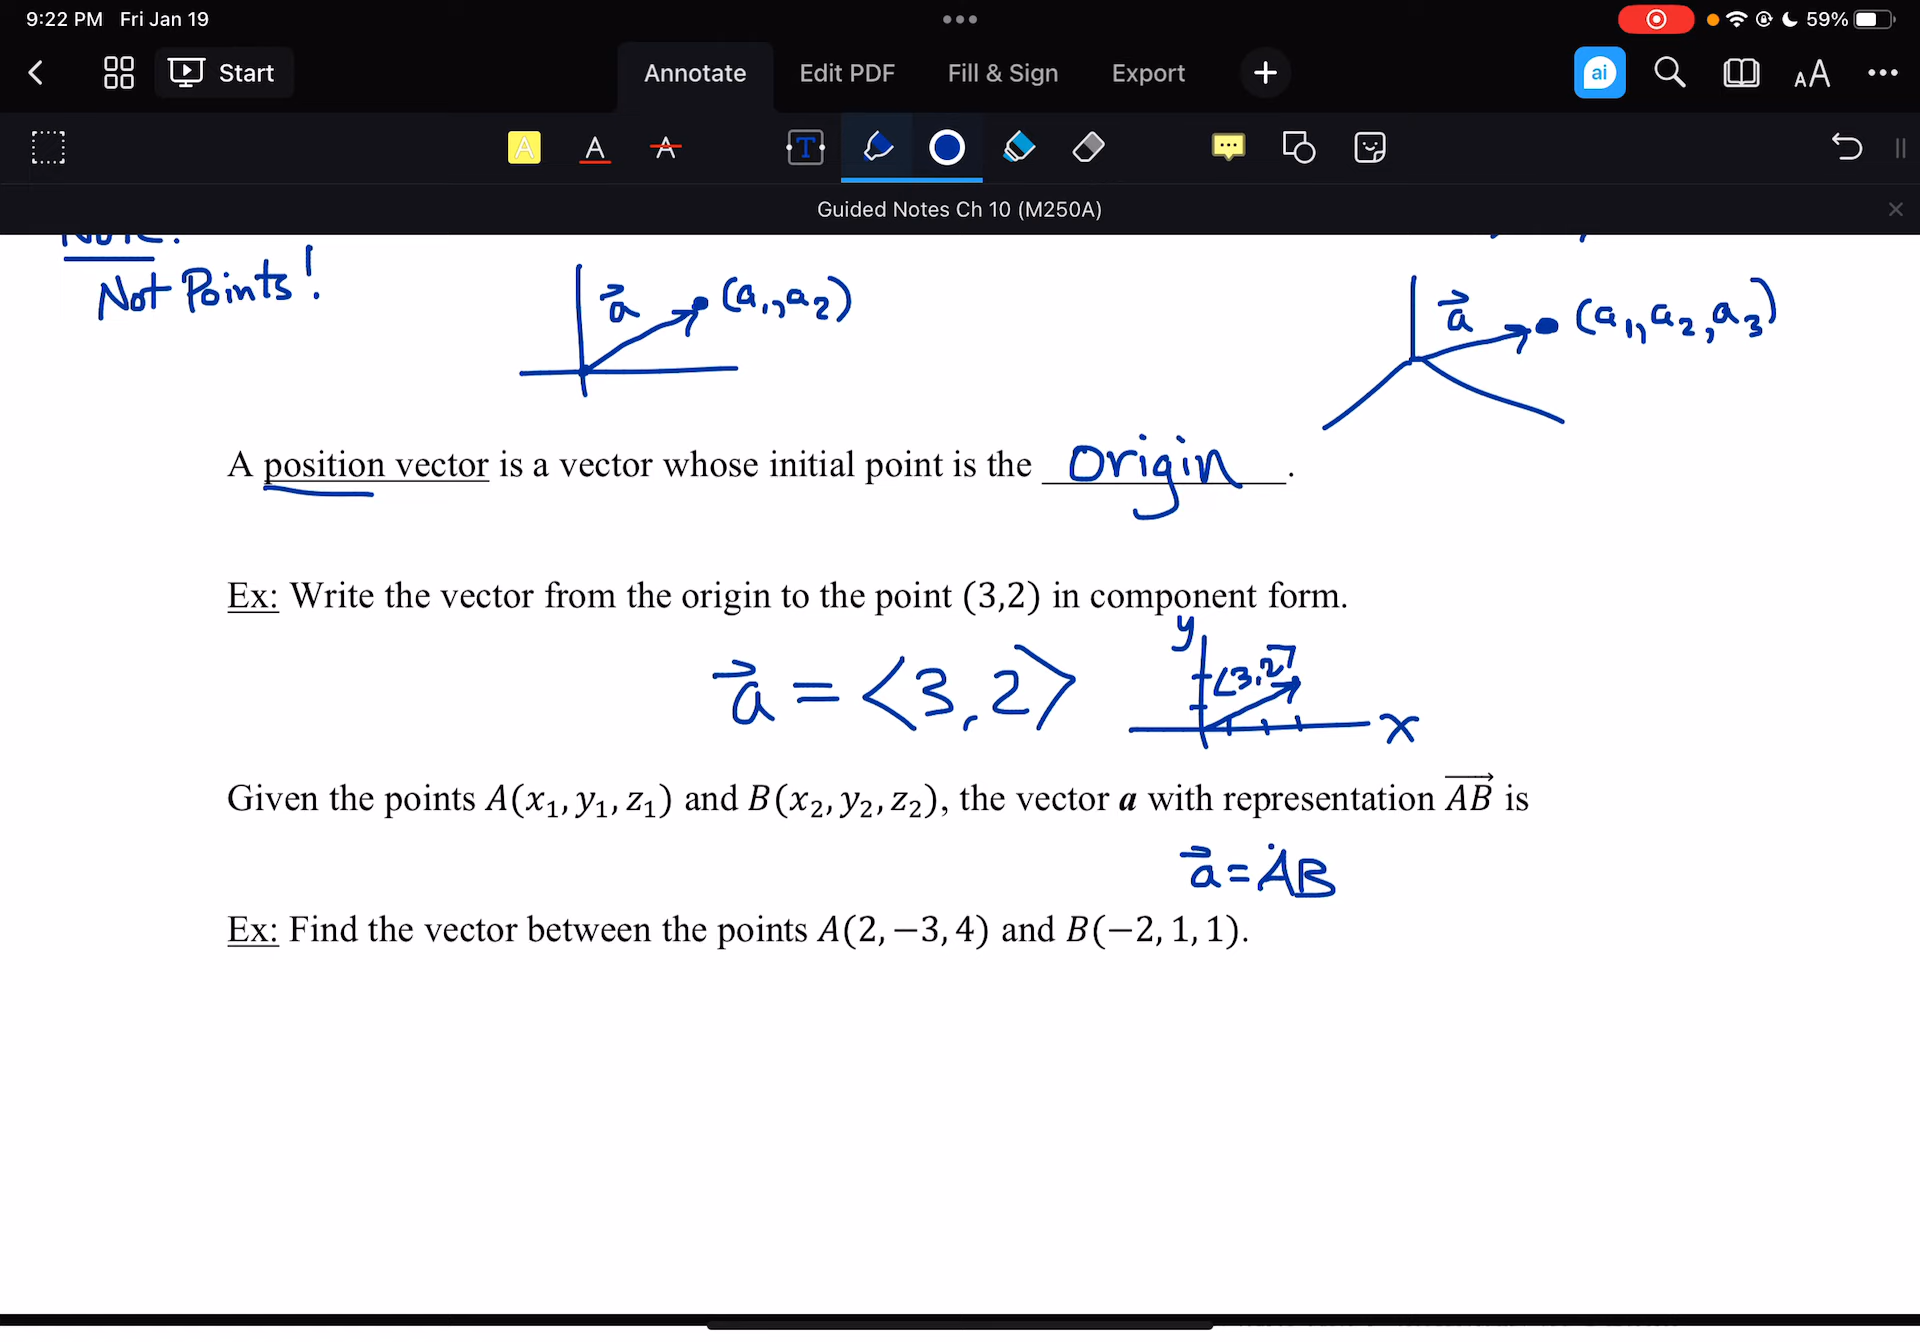 9:22 PM Fri Jan 19
59%
Start
Annotate
Edit PDF
Fill & Sign
Export
ai
AA
A A A T
Guided Notes Ch 10 (M250A)
Not Points!
a⃗ (a₁, a₂)
a⃗ (a₁, a₂, a₃)
A position vector is a vector whose initial point is the Origin.
Ex: Write the vector from the origin to the point (3,2) in component form.
a⃗ = ⟨3, 2⟩
y
⟨3,2⟩
x
Given the points A(x₁, y₁, z₁) and B(x₂, y₂, z₂), the vector a with representation A⃗B⃗ is
a⃗ = AB
Ex: Find the vector between the points A(2, −3, 4) and B(−2, 1, 1).